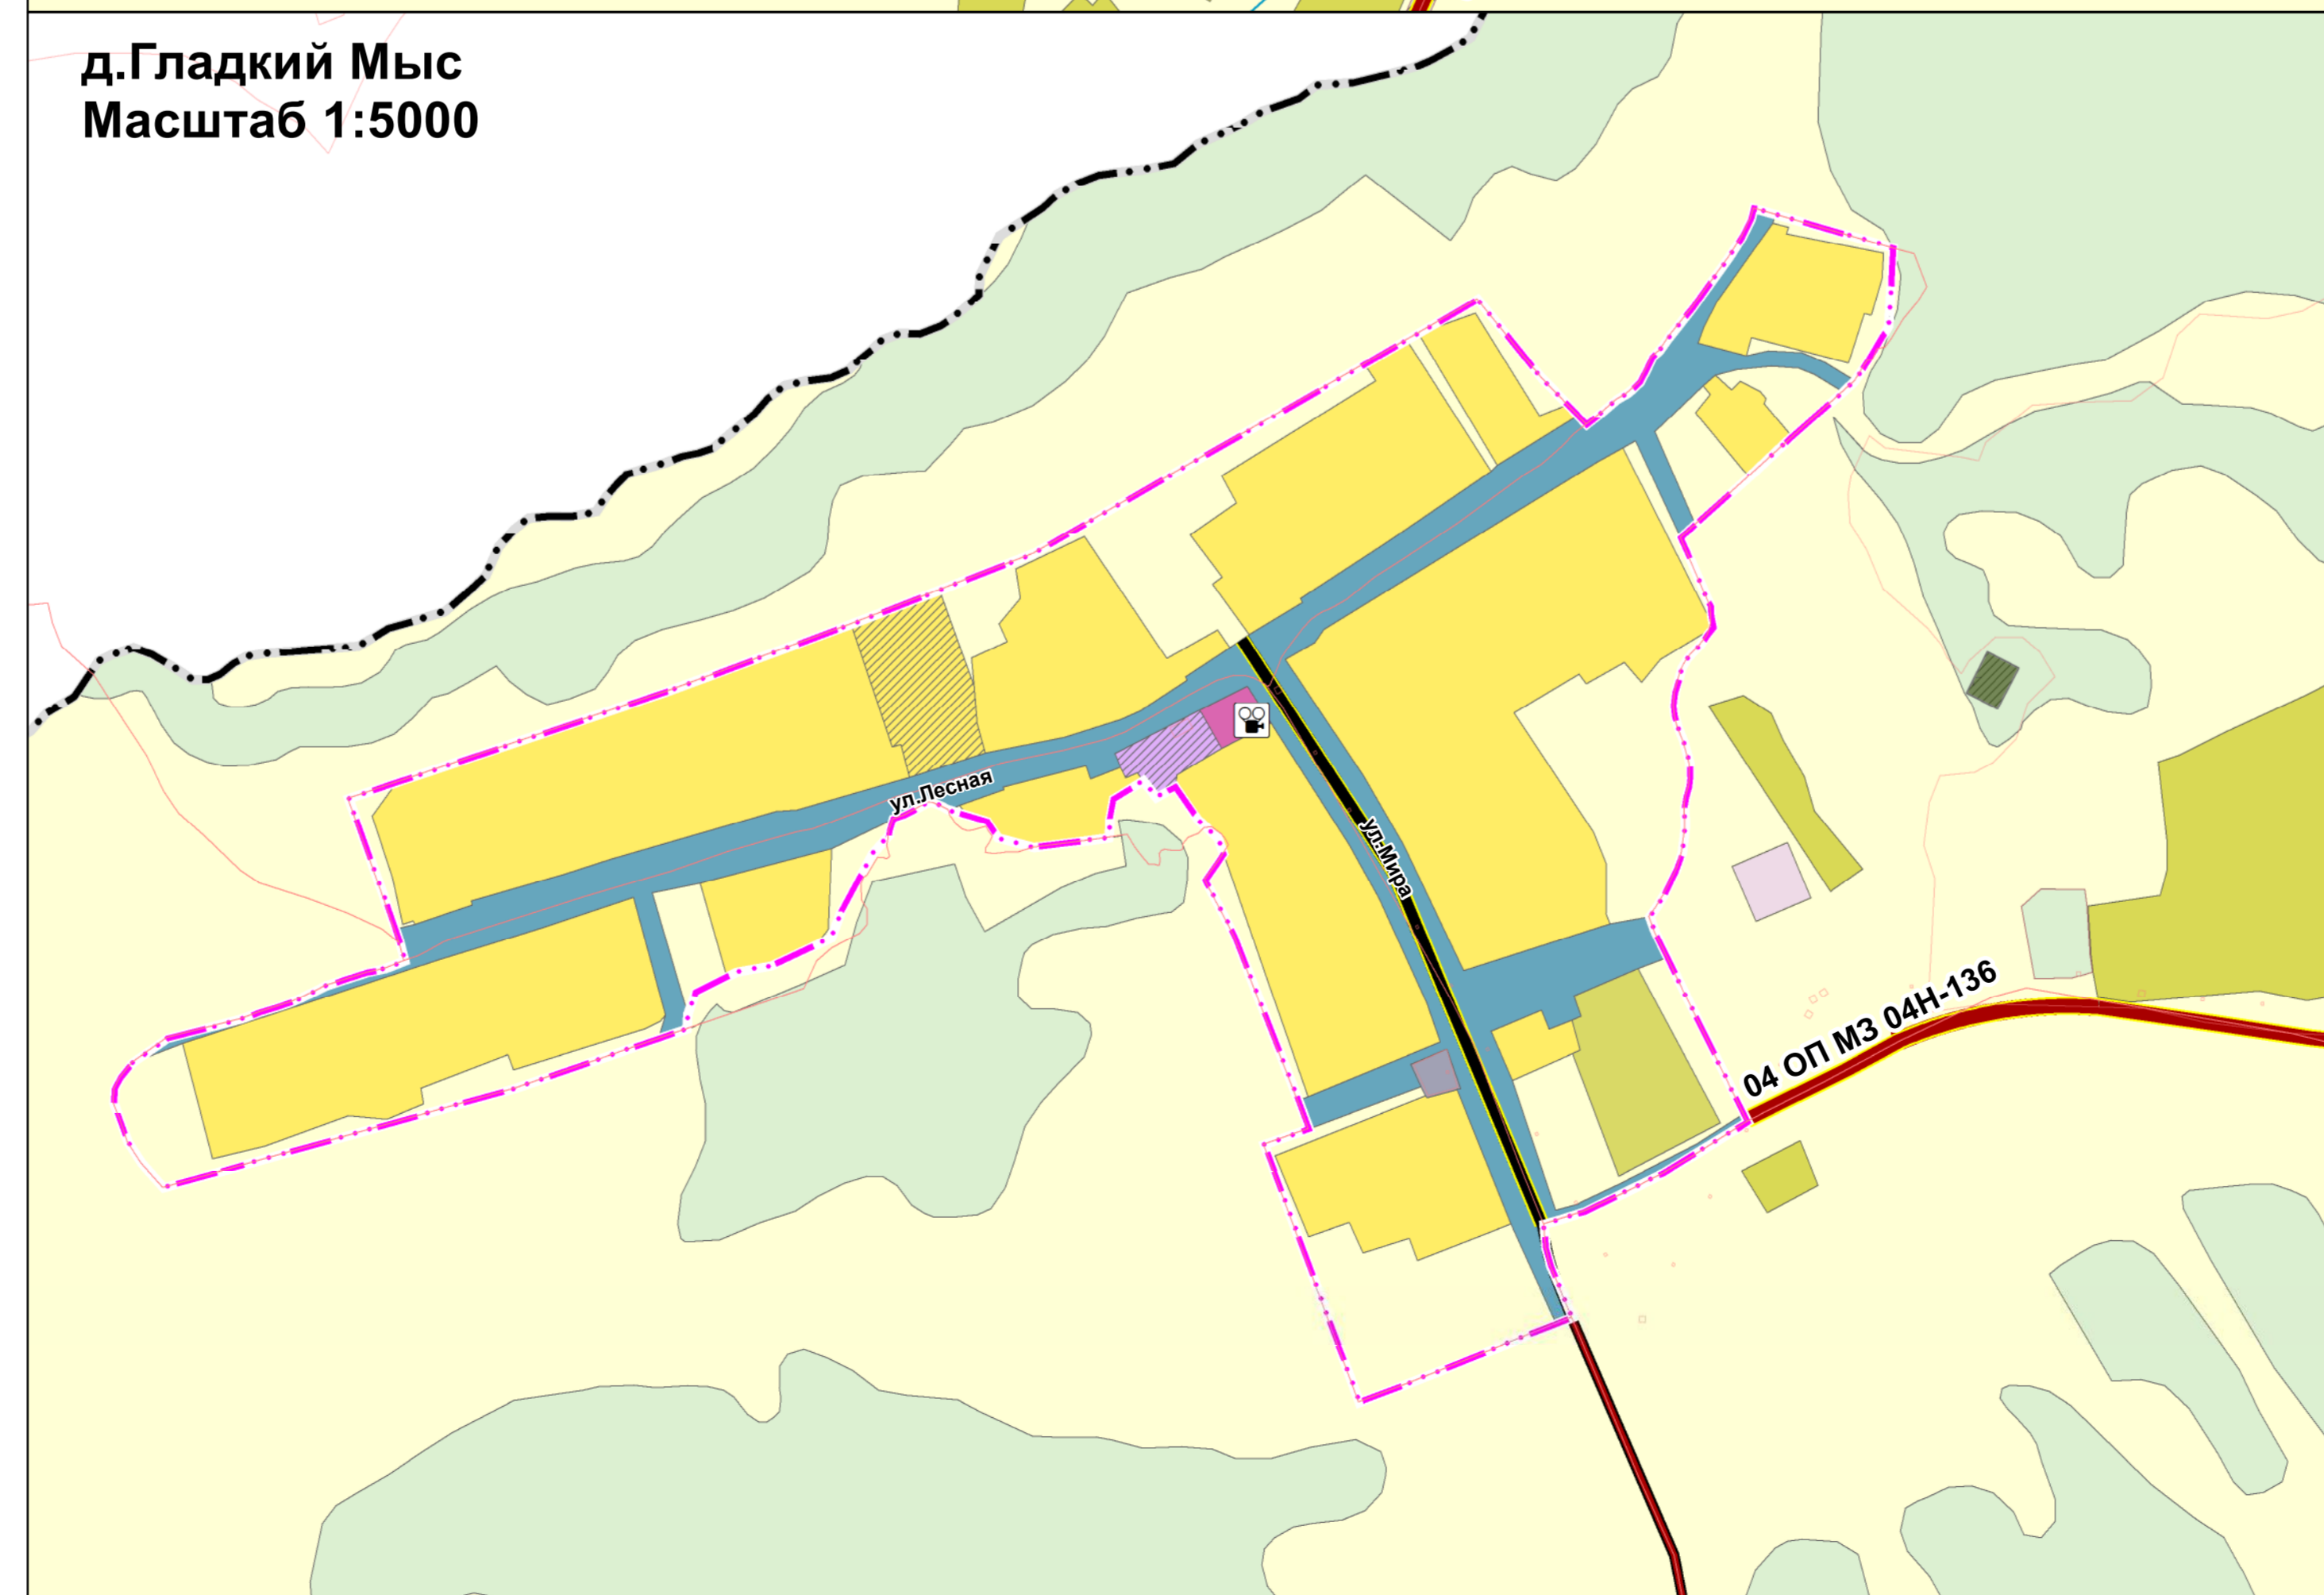 д.Гладкий Мыс
Масштаб 1:5000
ул.Лесная
ул.Мира
04 ОП МЗ 04Н-136